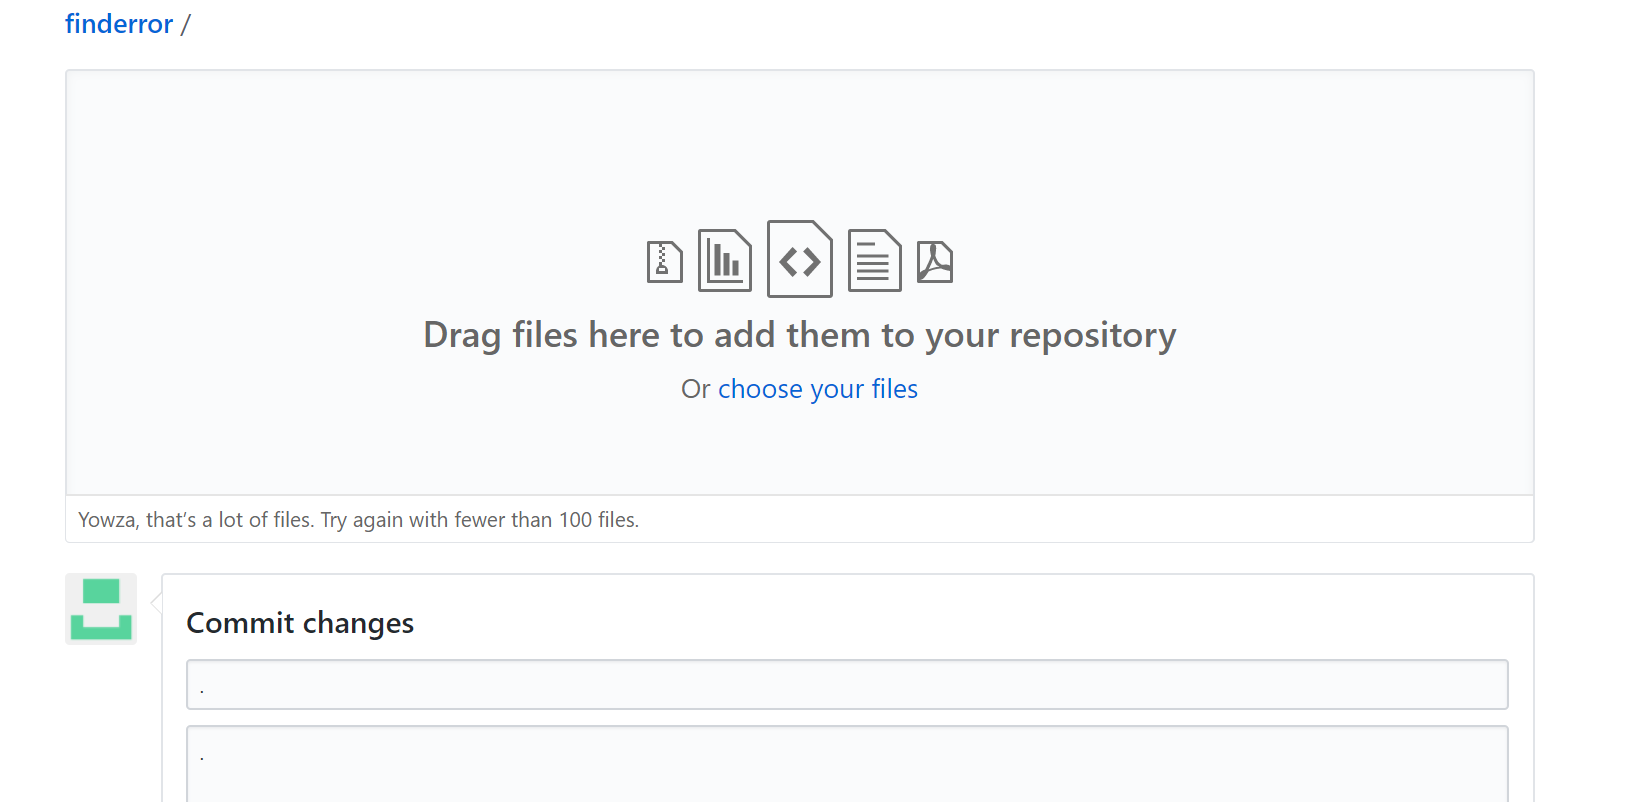 finderror /
Drag files here to add them to your repository
Or choose your files
Yowza, that’s a lot of files. Try again with fewer than 100 files.
Commit changes
.
.